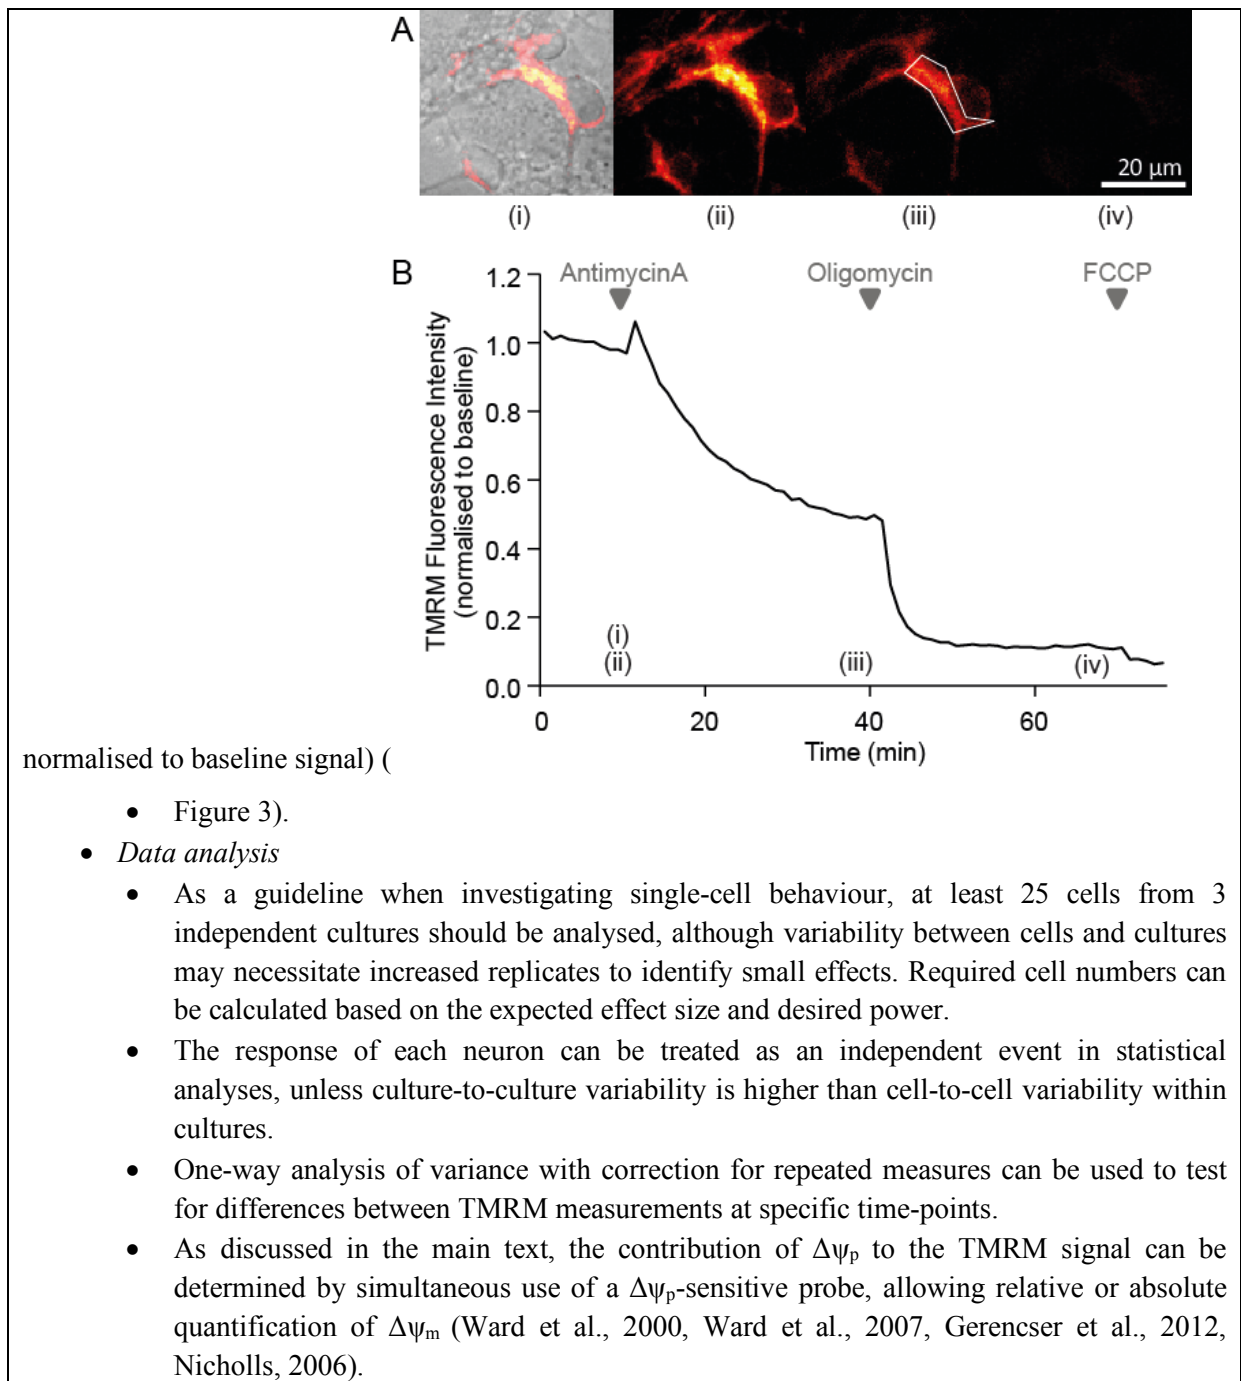 A
20 µm
(i) (ii) (iii) (iv)
B
AntimycinA Oligomycin FCCP
TMRM Fluorescence Intensity
(normalised to baseline)
1.2
1.0
0.8
0.6
0.4
0.2
0.0
(i)
(ii) (iii) (iv)
0 20 40 60
Time (min)
normalised to baseline signal) (
• Figure 3).
• Data analysis
• As a guideline when investigating single-cell behaviour, at least 25 cells from 3
independent cultures should be analysed, although variability between cells and cultures
may necessitate increased replicates to identify small effects. Required cell numbers can
be calculated based on the expected effect size and desired power.
• The response of each neuron can be treated as an independent event in statistical
analyses, unless culture-to-culture variability is higher than cell-to-cell variability within
cultures.
• One-way analysis of variance with correction for repeated measures can be used to test
for differences between TMRM measurements at specific time-points.
• As discussed in the main text, the contribution of Δψp to the TMRM signal can be
determined by simultaneous use of a Δψp-sensitive probe, allowing relative or absolute
quantification of Δψm (Ward et al., 2000, Ward et al., 2007, Gerencser et al., 2012,
Nicholls, 2006).